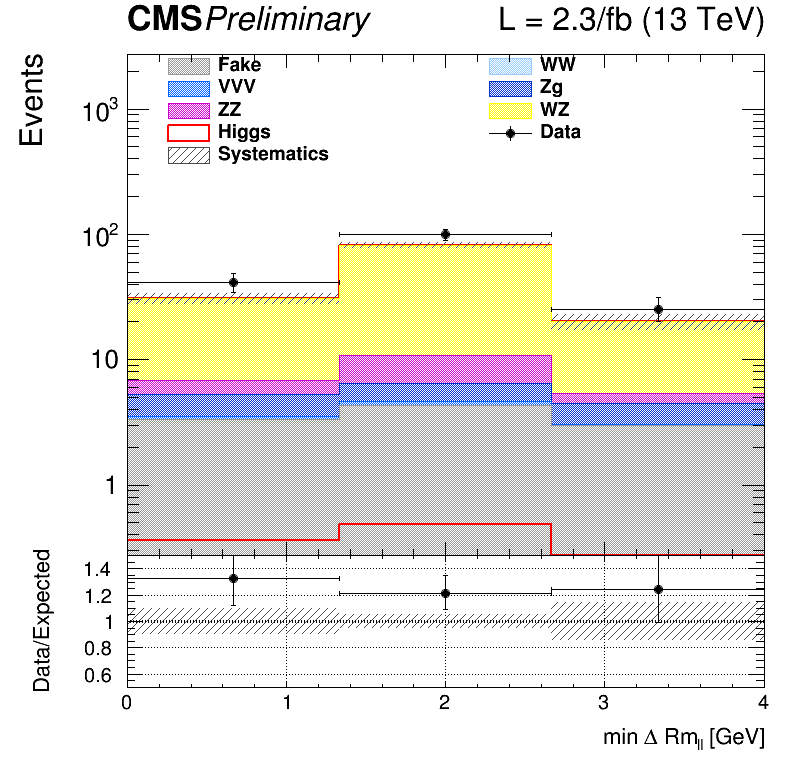 CMS Preliminary L = 2.3/fb (13 TeV)
Events
Fake WW
VVV Zg
ZZ WZ
Higgs Data
Systematics
10³
10²
10
1
Data/Expected
1.4
1.2
1
0.8
0.6
0 1 2 3 4
min Δ Rm_ll [GeV]